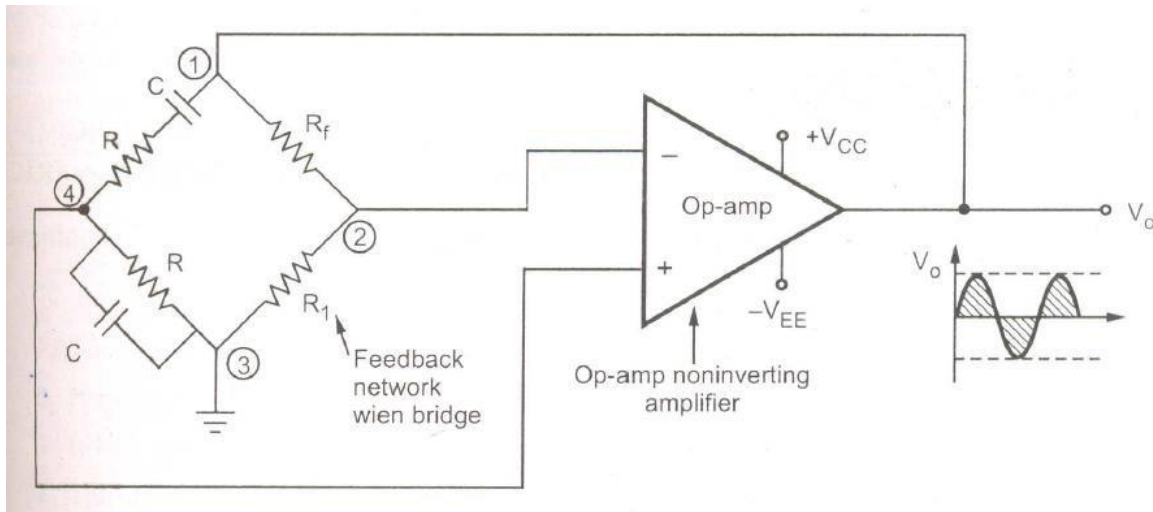 ①
C
R
R_f
④
②
R
R_1
C
③
Feedback
network
wien bridge
+V_CC
−
Op-amp
+
−V_EE
Op-amp noninverting
amplifier
V_o
V_o